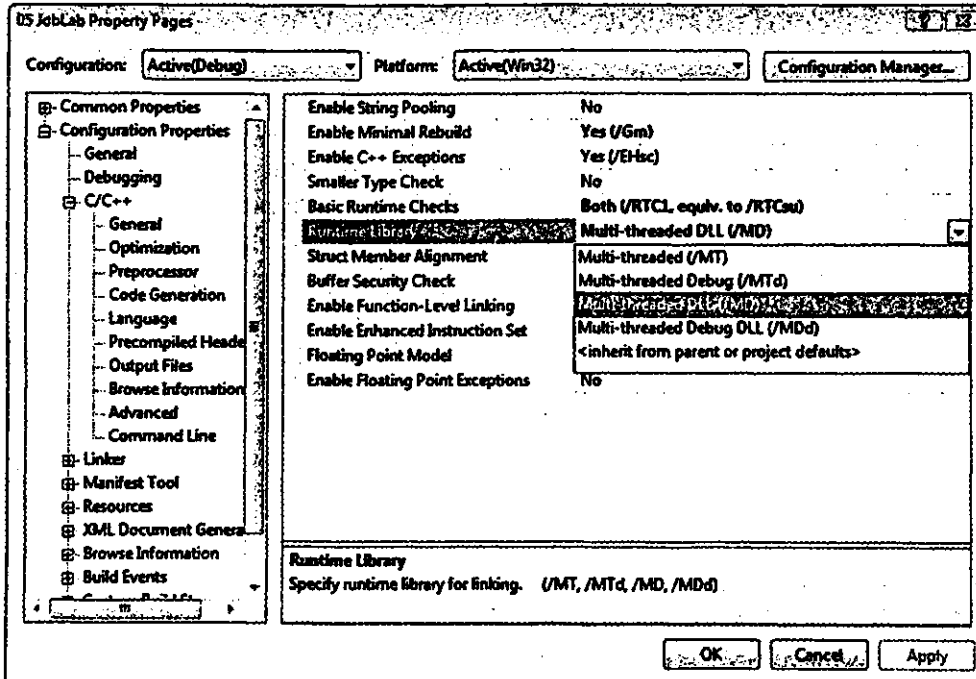 05 JobLab Property Pages
Configuration: Active(Debug) Platform: Active(Win32) Configuration Manager...
Common Properties
Configuration Properties
General
Debugging
C/C++
General
Optimization
Preprocessor
Code Generation
Language
Precompiled Heade
Output Files
Browse Information
Advanced
Command Line
Linker
Manifest Tool
Resources
XML Document Genera
Browse Information
Build Events
Enable String Pooling No
Enable Minimal Rebuild Yes (/Gm)
Enable C++ Exceptions Yes (/EHsc)
Smaller Type Check No
Basic Runtime Checks Both (/RTC1, equiv. to /RTCsu)
Runtime Library Multi-threaded DLL (/MD)
Struct Member Alignment
Buffer Security Check
Enable Function-Level Linking
Enable Enhanced Instruction Set
Floating Point Model
Enable Floating Point Exceptions No
Multi-threaded (/MT)
Multi-threaded Debug (/MTd)
Multi-threaded DLL (/MD)
Multi-threaded Debug DLL (/MDd)
<inherit from parent or project defaults>
Runtime Library
Specify runtime library for linking. (/MT, /MTd, /MD, /MDd)
OK Cancel Apply